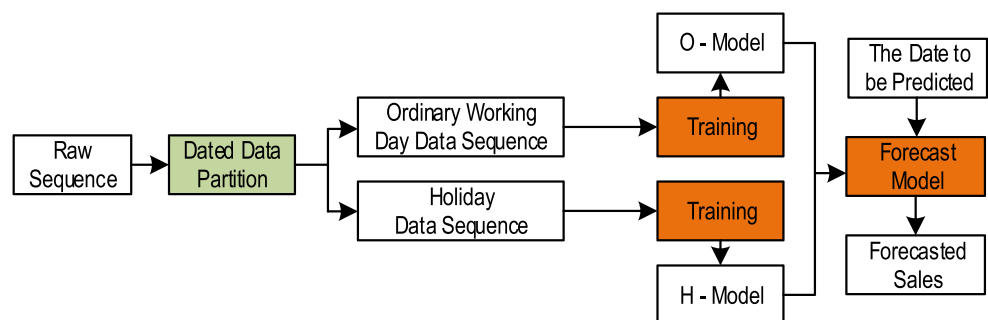 Raw
Sequence
Dated Data
Partition
Ordinary Working
Day Data Sequence
Holiday
Data Sequence
O - Model
Training
Training
H - Model
The Date to
be Predicted
Forecast
Model
Forecasted
Sales